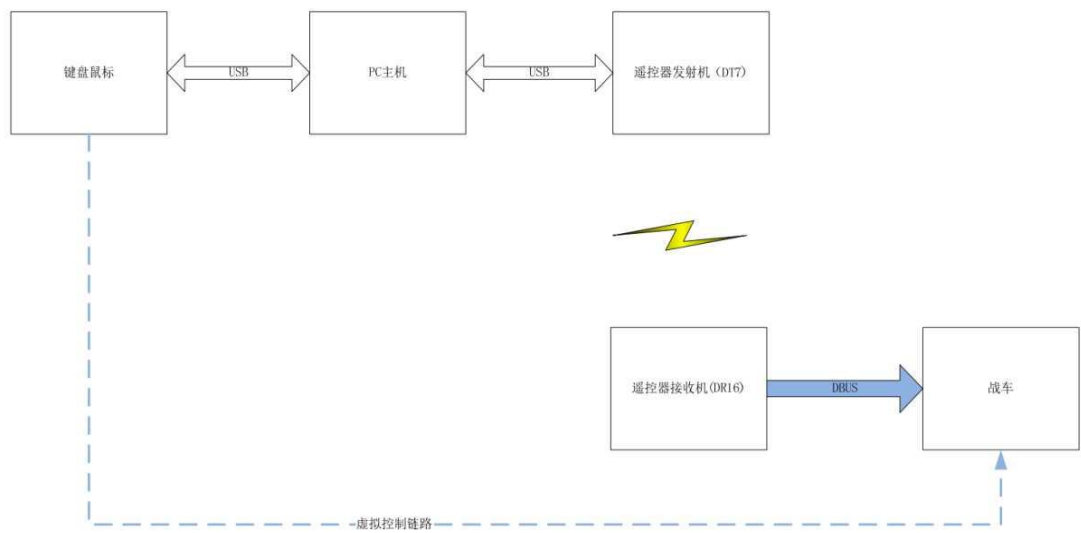 键盘鼠标
USB
PC主机
USB
遥控器发射机（DT7）
遥控器接收机(DR16)
DBUS
战车
虚拟控制链路